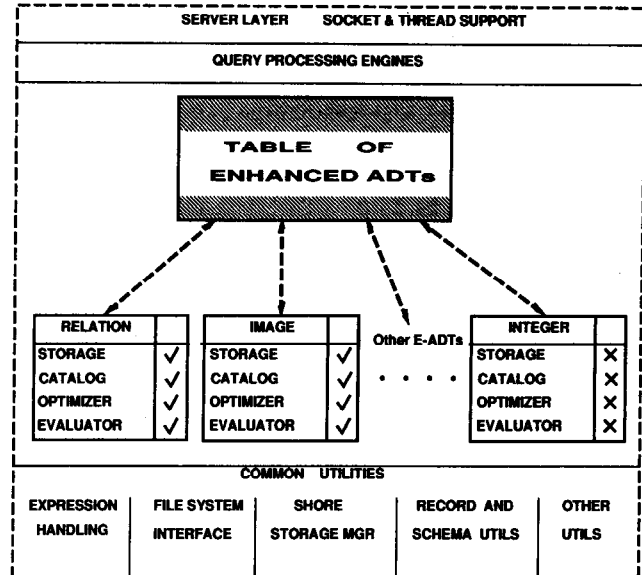 SERVER LAYER SOCKET & THREAD SUPPORT
QUERY PROCESSING ENGINES
TABLE OF
ENHANCED ADTs
RELATION
STORAGE ✓
CATALOG ✓
OPTIMIZER ✓
EVALUATOR ✓
IMAGE
STORAGE ✓
CATALOG ✓
OPTIMIZER ✓
EVALUATOR ✓
Other E-ADTs
. . . .
INTEGER
STORAGE ✕
CATALOG ✕
OPTIMIZER ✕
EVALUATOR ✕
COMMON UTILITIES
EXPRESSION
HANDLING
FILE SYSTEM
INTERFACE
SHORE
STORAGE MGR
RECORD AND
SCHEMA UTILS
OTHER
UTILS